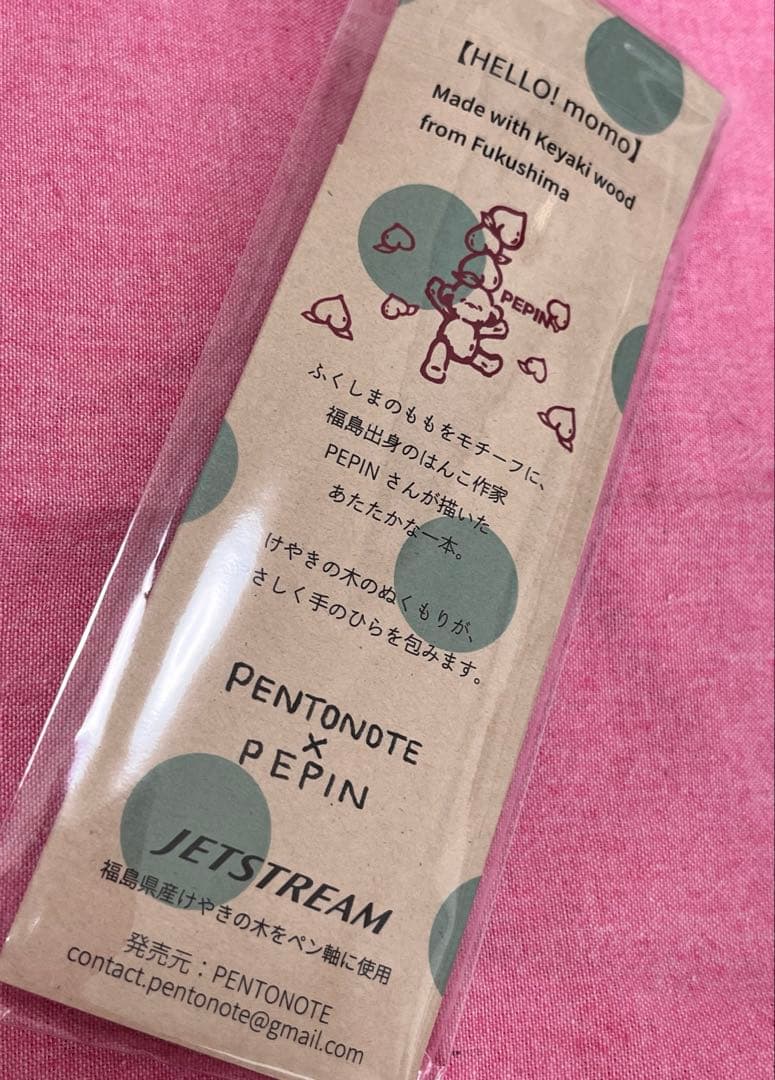 【HELLO! momo】
Made with Keyaki wood
from Fukushima
PEPIN
ふくしまのももをモチーフに、
福島出身のはんこ作家
PEPIN さんが描いた
あたたかな一本。
けやきの木のぬくもりが、
さしく手のひらを包みます。
PENTONOTE
×
PEPIN
JETSTREAM
福島県産けやきの木をペン軸に使用
発売元：PENTONOTE
contact.pentonote@gmail.com